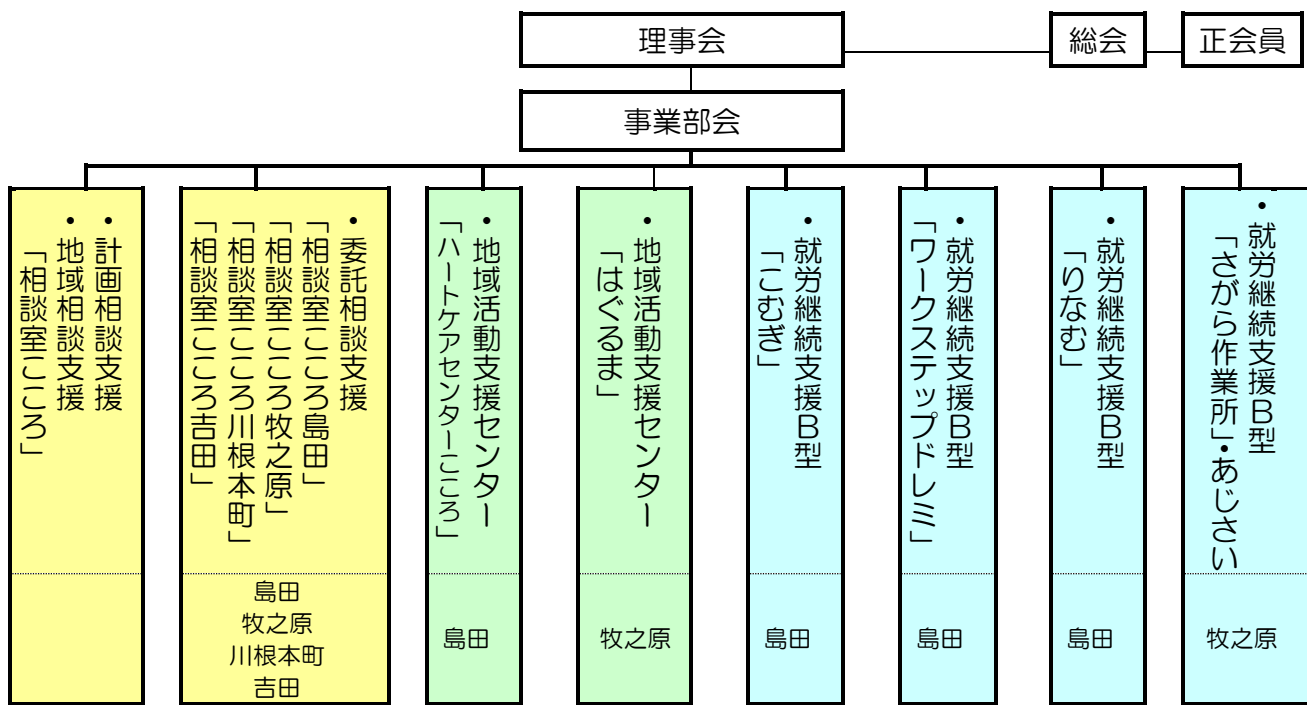 理事会
総会
正会員
事業部会
・計画相談支援
・地域相談支援
「相談室こころ」
・委託相談支援
「相談室こころ島田」
「相談室こころ牧之原」
「相談室こころ川根本町」
「相談室こころ吉田」
島田
牧之原
川根本町
吉田
・地域活動支援センター
「ハートケアセンターこころ」
島田
・地域活動支援センター
「はぐるま」
牧之原
・就労継続支援B型
「こむぎ」
島田
・就労継続支援B型
「ワークステップドレミ」
島田
・就労継続支援B型
「りなむ」
島田
・就労継続支援B型
「さがら作業所」・あじさい
牧之原